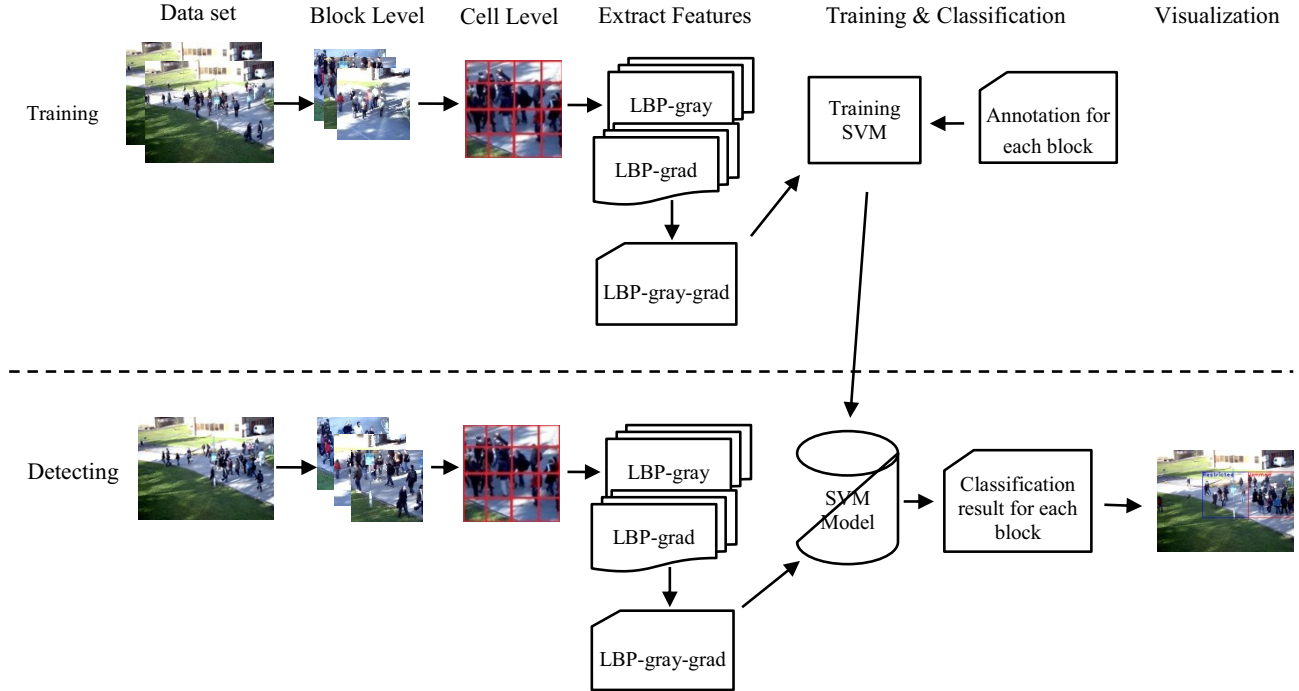 Data set
Block Level
Cell Level
Extract Features
Training & Classification
Visualization
Training
LBP-gray
LBP-grad
LBP-gray-grad
Training
SVM
Annotation for
each block
Detecting
LBP-gray
LBP-grad
LBP-gray-grad
SVM
Model
Classification
result for each
block
Restricted